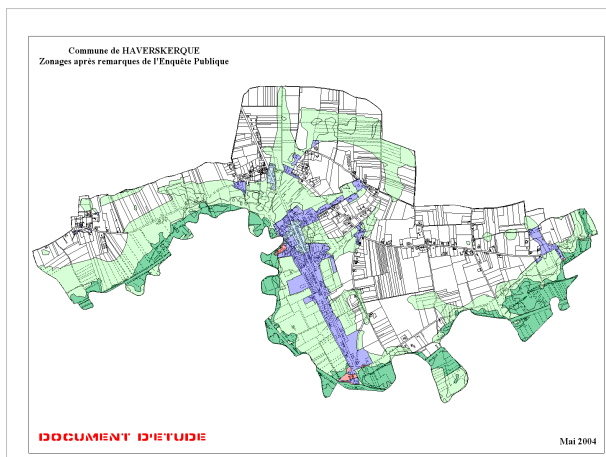 Commune de HAVERSKERQUE
Zonages après remarques de l'Enquête Publique
DOCUMENT D'ETUDE
Mai 2004